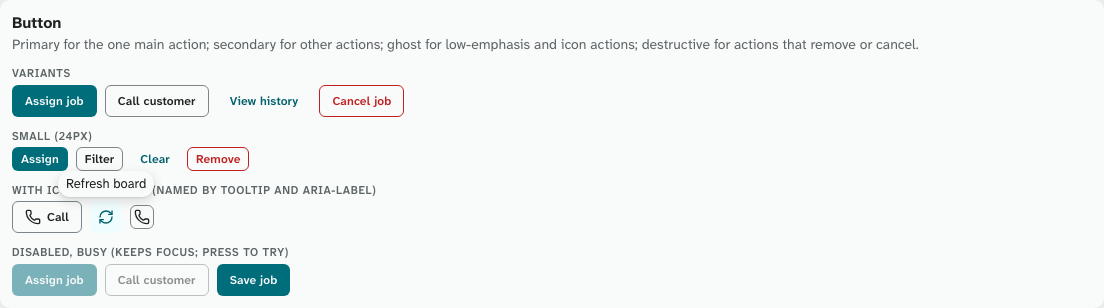 Button
Primary for the one main action; secondary for other actions; ghost for low-emphasis and icon actions; destructive for actions that remove or cancel.
VARIANTS
Assign job Call customer View history Cancel job
SMALL (24PX)
Assign Filter Clear Remove
Refresh board
WITH (NAMED BY TOOLTIP AND ARIA-LABEL)
Call
DISABLED, BUSY (KEEPS FOCUS; PRESS TO TRY)
Assign job Call customer Save job